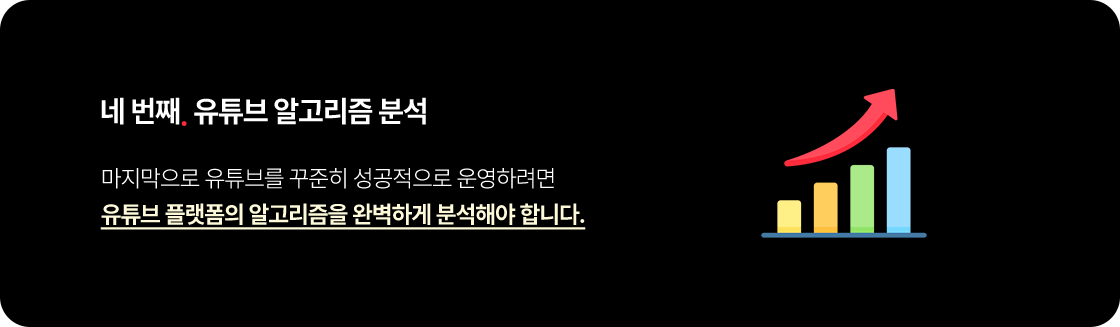 네 번째. 유튜브 알고리즘 분석
마지막으로 유튜브를 꾸준히 성공적으로 운영하려면
유튜브 플랫폼의 알고리즘을 완벽하게 분석해야 합니다.